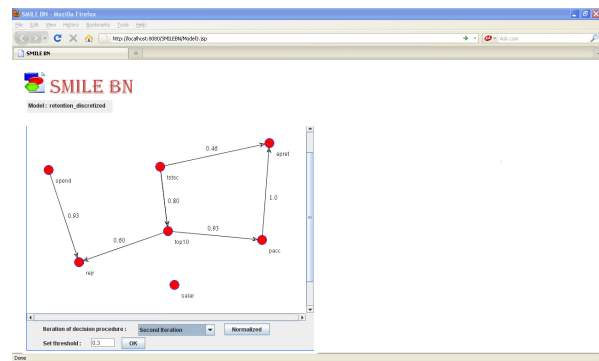 SMILE BN - Mozilla Firefox
File Edit View History Bookmarks Tools Help
http://localhost:8080/SMILEBN/Model3.jsp
Ask.com
SMILE BN
SMILE BN
Model : retention_discretized
0.46
apret
spend
tstsc
0.80
1.0
0.93
0.93
0.60
top10
pacc
rejr
salar
Iteration of decision procedure :
Second Iteration
Normalized
Set threshold :
0.3
OK
Done